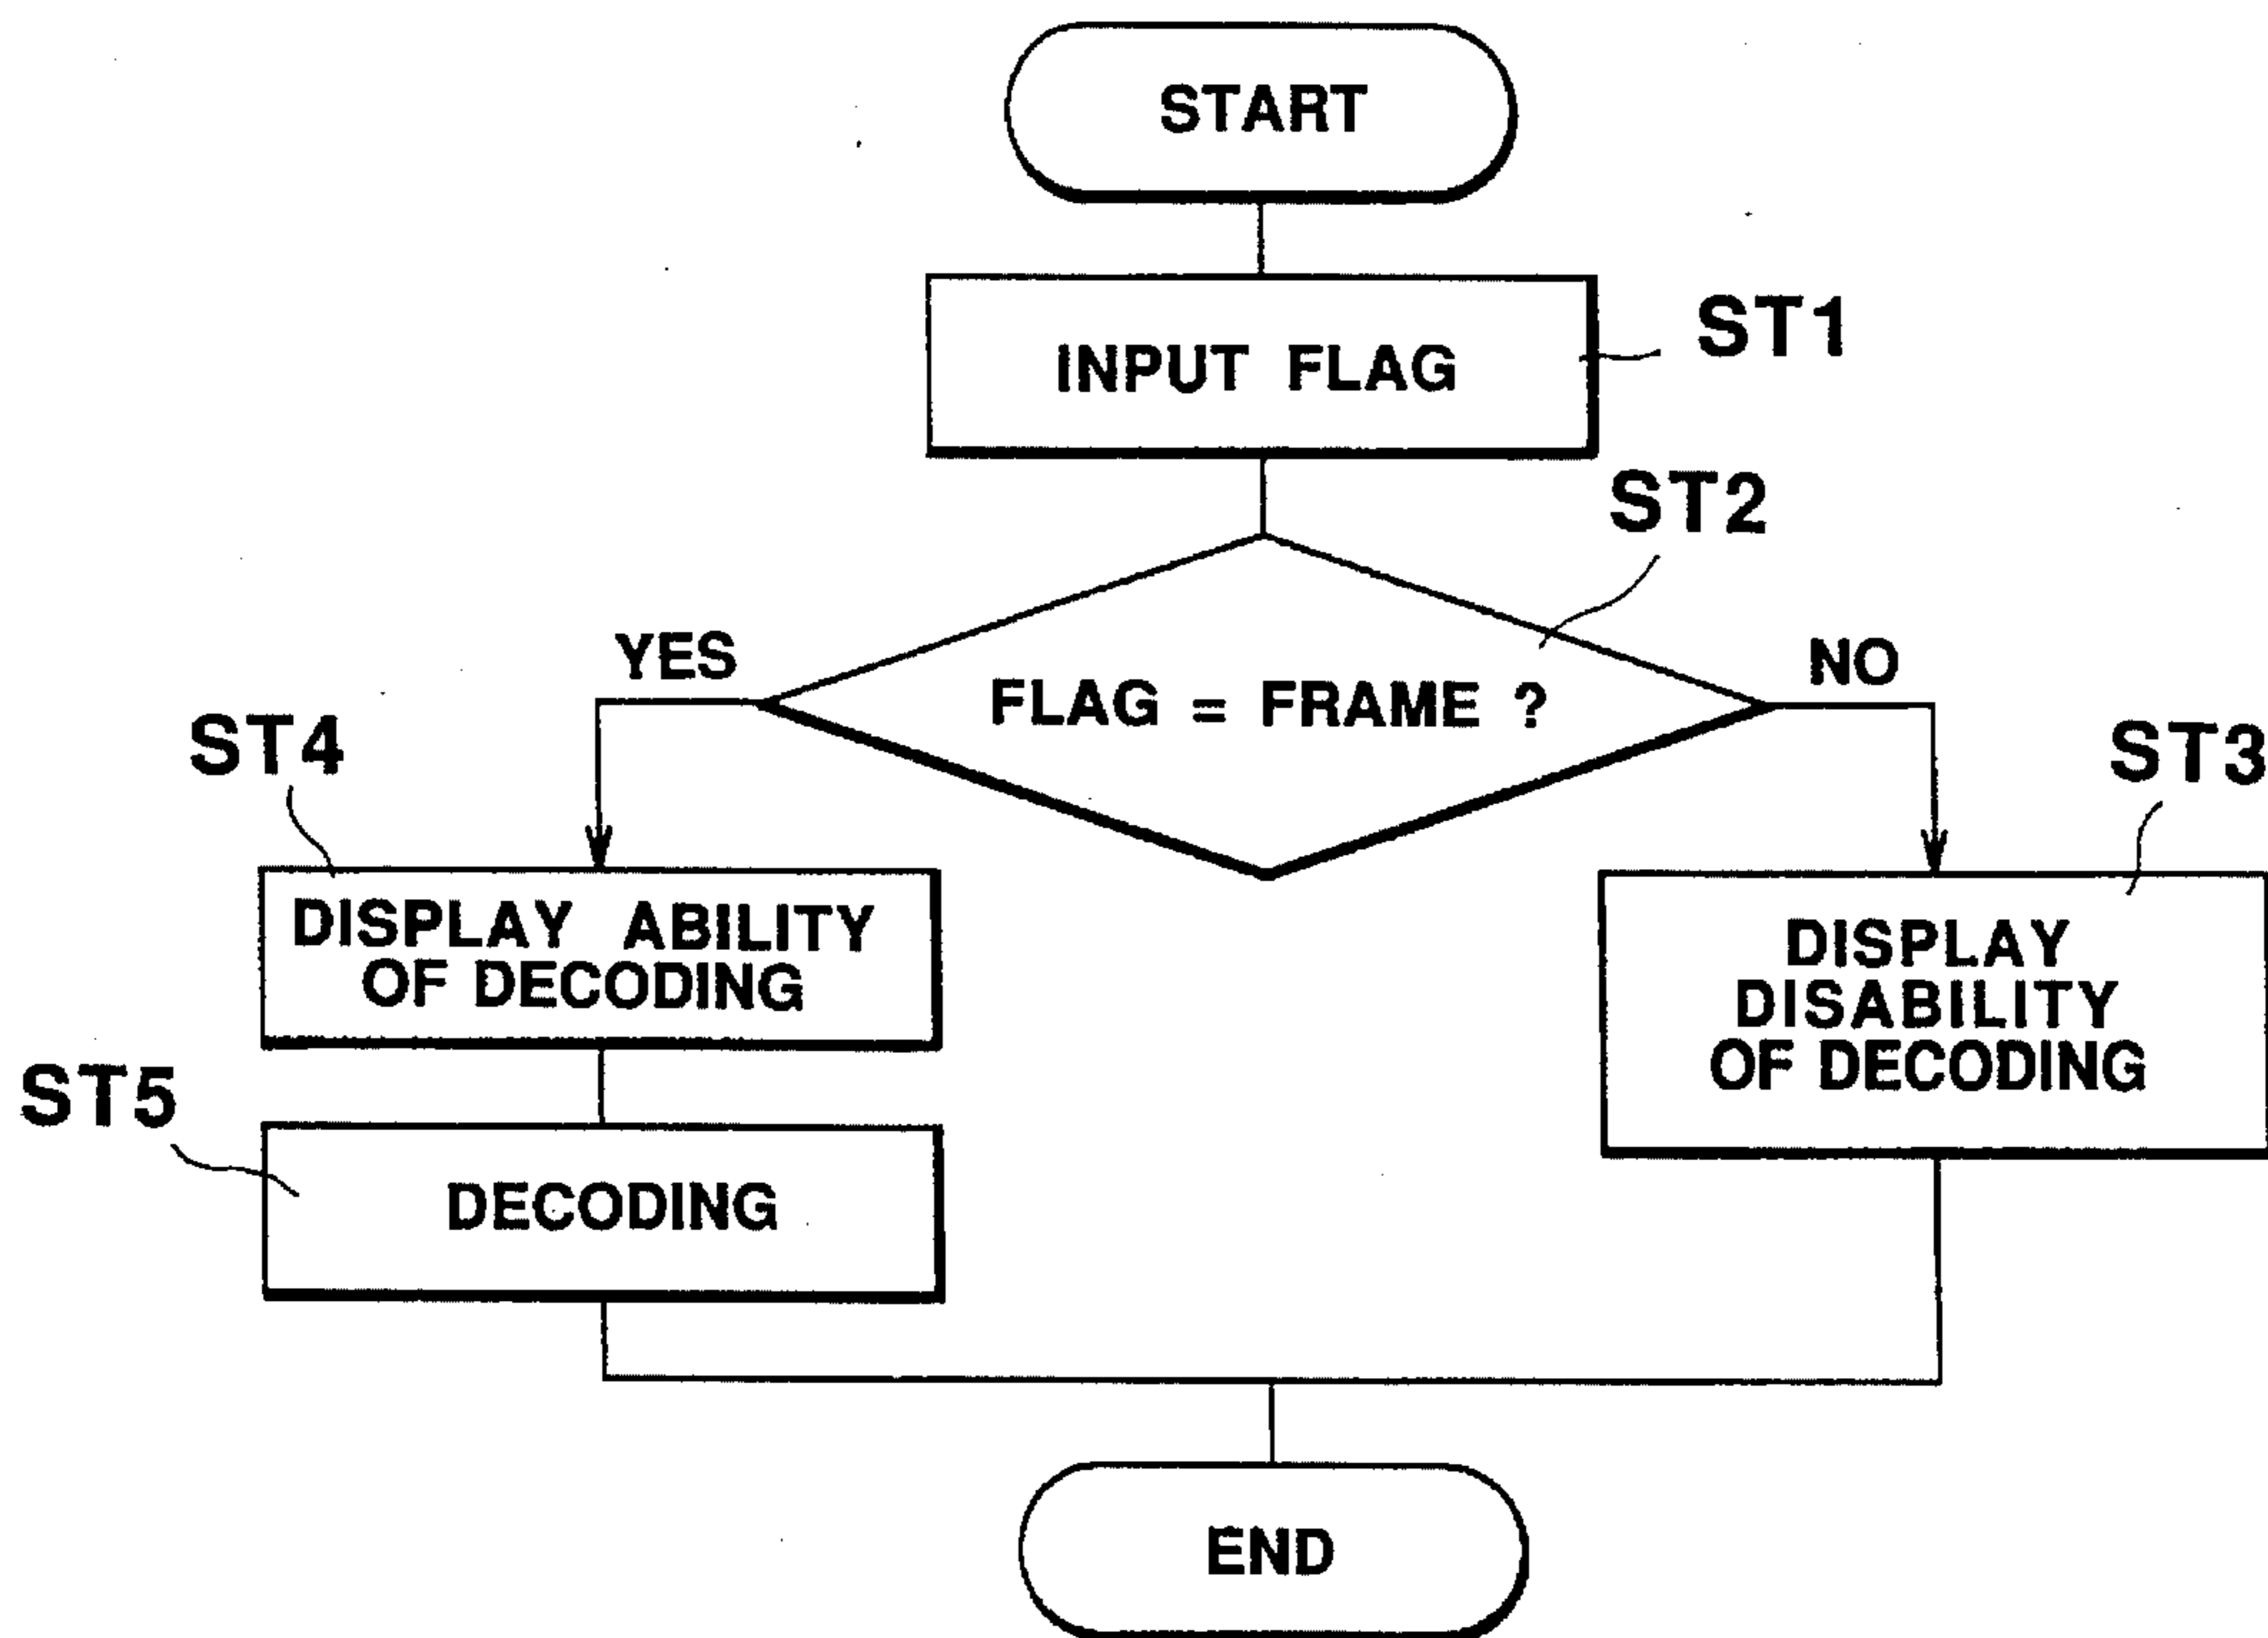 START
INPUT FLAG
ST1
ST2
YES
FLAG = FRAME ?
NO
ST4
ST3
DISPLAY ABILITY
OF DECODING
DISPLAY
DISABILITY
OF DECODING
ST5
DECODING
END